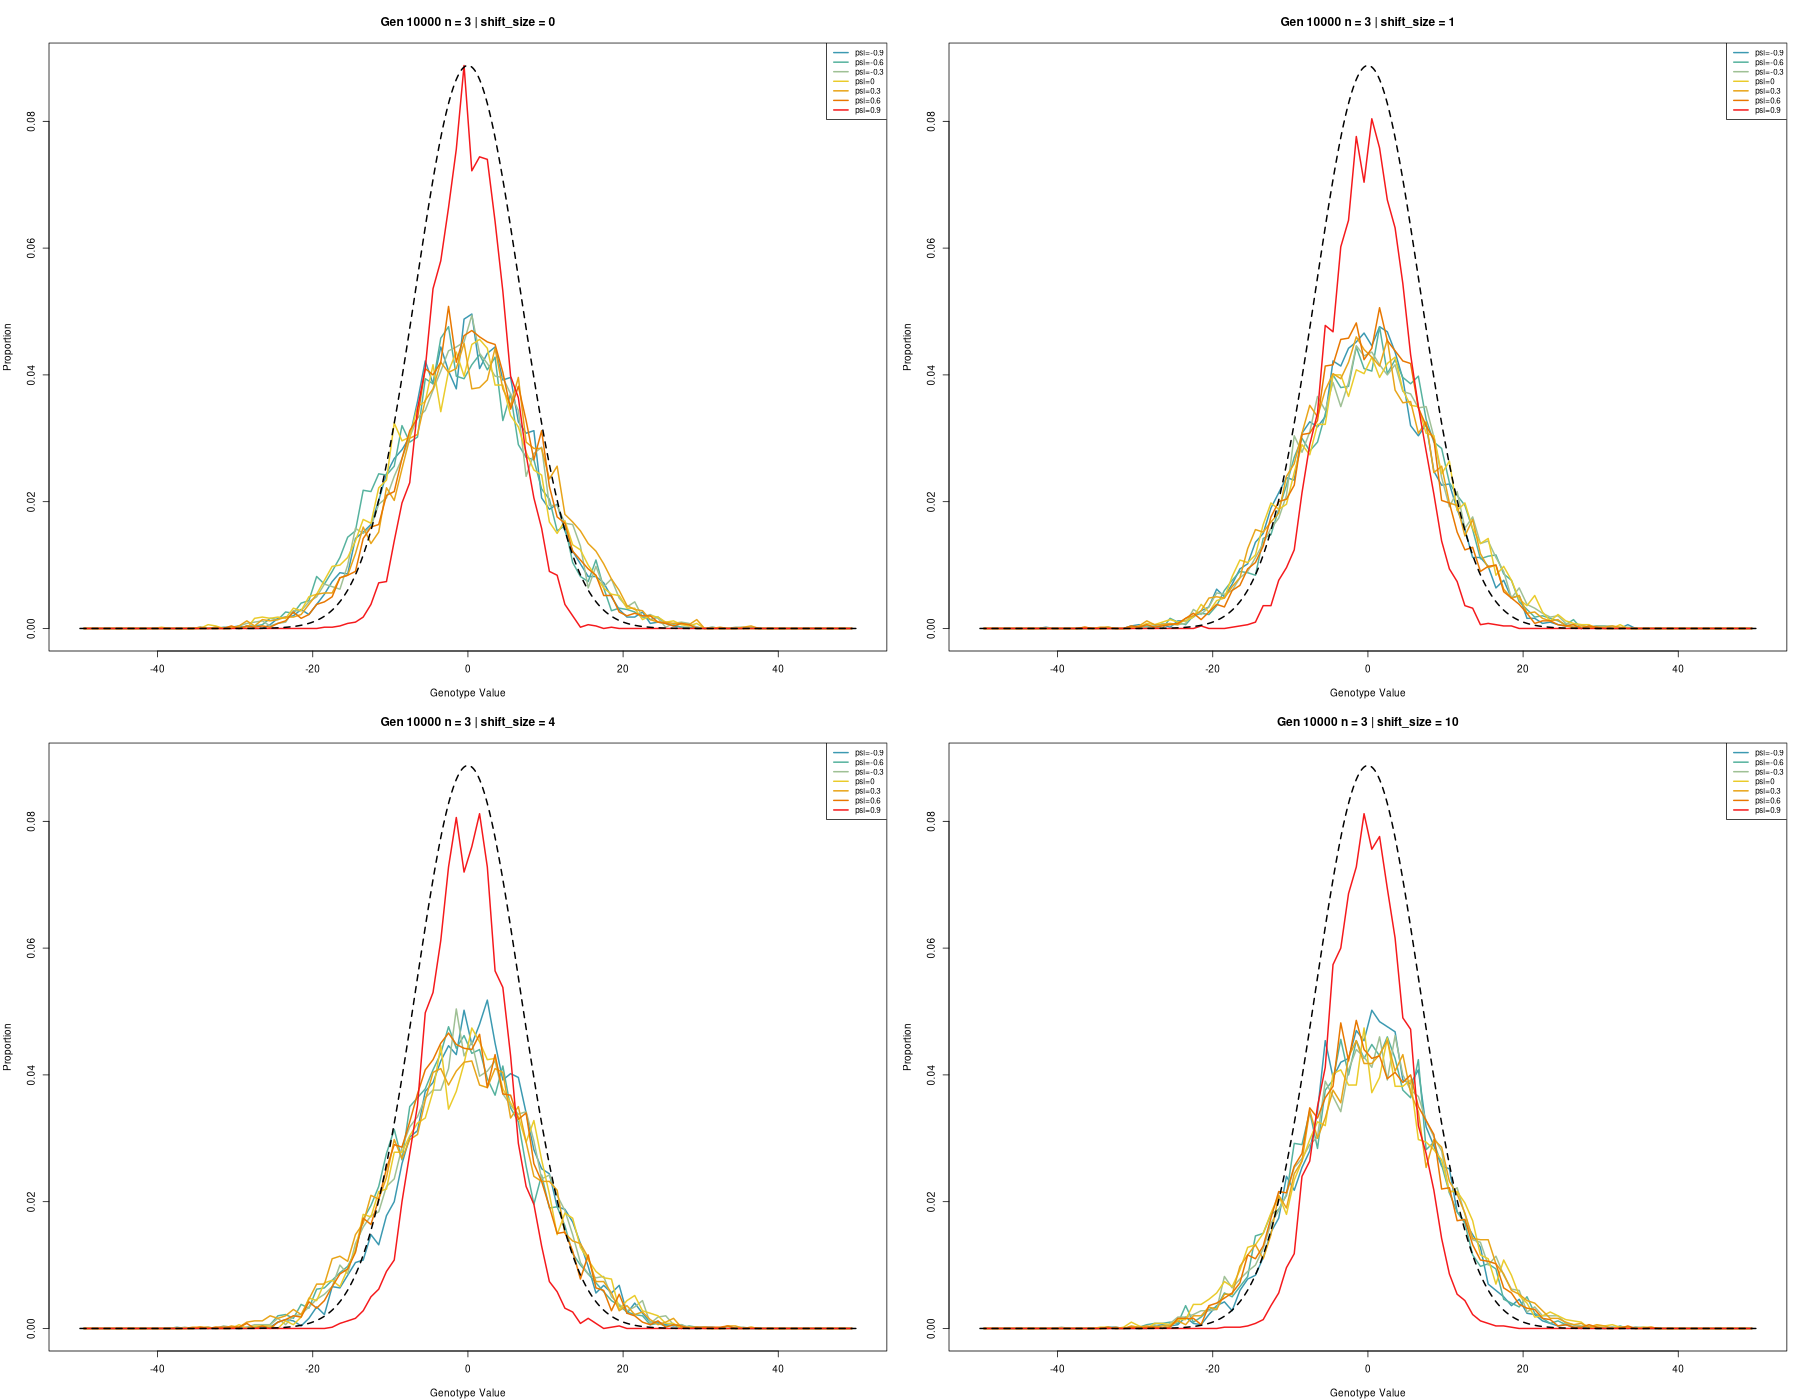 Gen 10000 n = 3 | shift_size = 0
psi=-0.9
psi=-0.6
psi=-0.3
psi=0
psi=0.3
psi=0.6
psi=0.9
Proportion
0.08
0.06
0.04
0.02
0.00
-40 -20 0 20 40
Genotype Value
Gen 10000 n = 3 | shift_size = 1
psi=-0.9
psi=-0.6
psi=-0.3
psi=0
psi=0.3
psi=0.6
psi=0.9
Proportion
0.08
0.06
0.04
0.02
0.00
-40 -20 0 20 40
Genotype Value
Gen 10000 n = 3 | shift_size = 4
psi=-0.9
psi=-0.6
psi=-0.3
psi=0
psi=0.3
psi=0.6
psi=0.9
Proportion
0.08
0.06
0.04
0.02
0.00
-40 -20 0 20 40
Genotype Value
Gen 10000 n = 3 | shift_size = 10
psi=-0.9
psi=-0.6
psi=-0.3
psi=0
psi=0.3
psi=0.6
psi=0.9
Proportion
0.08
0.06
0.04
0.02
0.00
-40 -20 0 20 40
Genotype Value